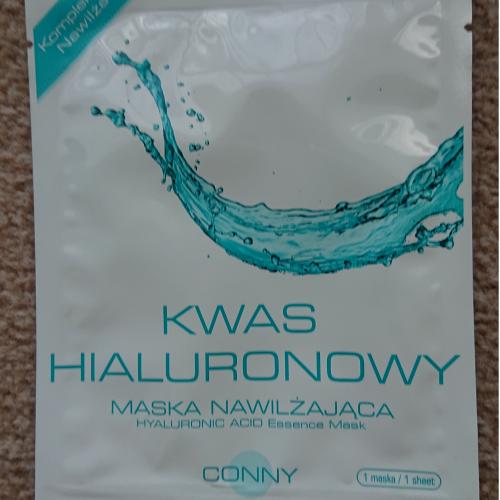 KWAS
HIALURONOWY
MASKA NAWILŻAJĄCA
HYALURONIC ACID Essence Mask
CONNY
1 maska / 1 sheet